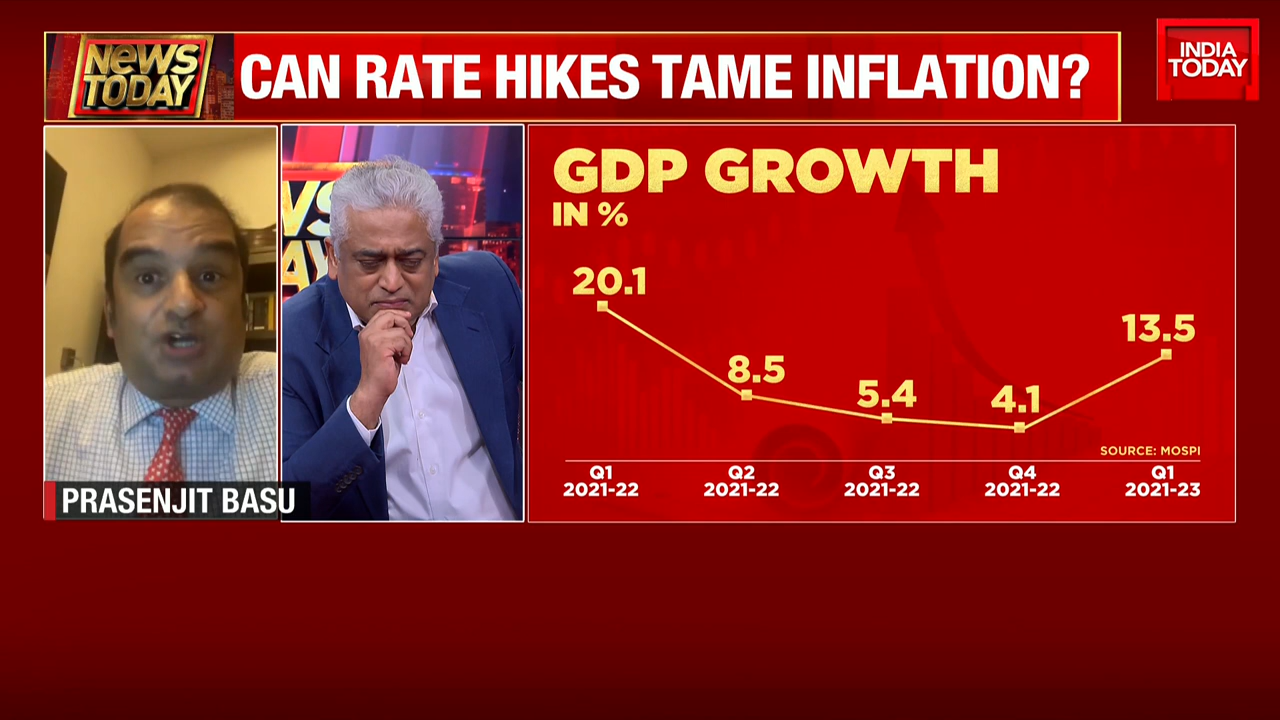 NEWS
TODAY
CAN RATE HIKES TAME INFLATION?
INDIA
TODAY
GDP GROWTH
IN %
20.1
8.5
5.4
4.1
13.5
SOURCE: MOSPI
Q1
2021-22
Q2
2021-22
Q3
2021-22
Q4
2021-22
Q1
2021-23
PRASENJIT BASU